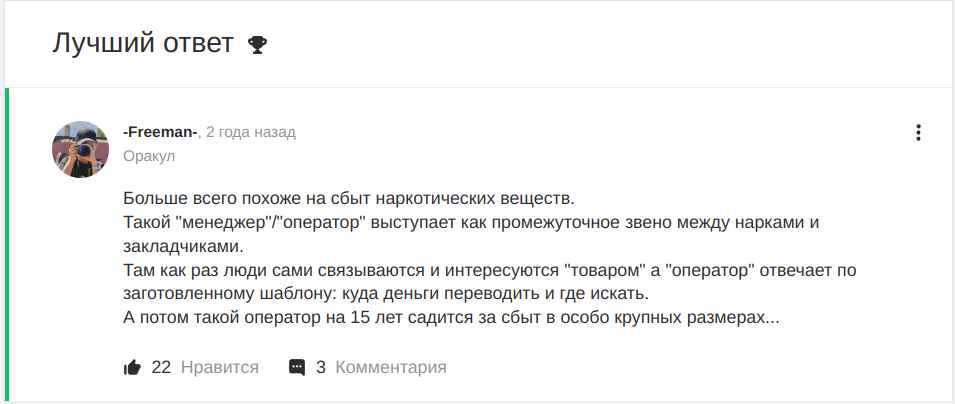 Лучший ответ
-Freeman-, 2 года назад
Оракул
Больше всего похоже на сбыт наркотических веществ.
Такой "менеджер"/"оператор" выступает как промежуточное звено между нарками и
закладчиками.
Там как раз люди сами связываются и интересуются "товаром" а "оператор" отвечает по
заготовленному шаблону: куда деньги переводить и где искать.
А потом такой оператор на 15 лет садится за сбыт в особо крупных размерах...
22 Нравится 3 Комментария